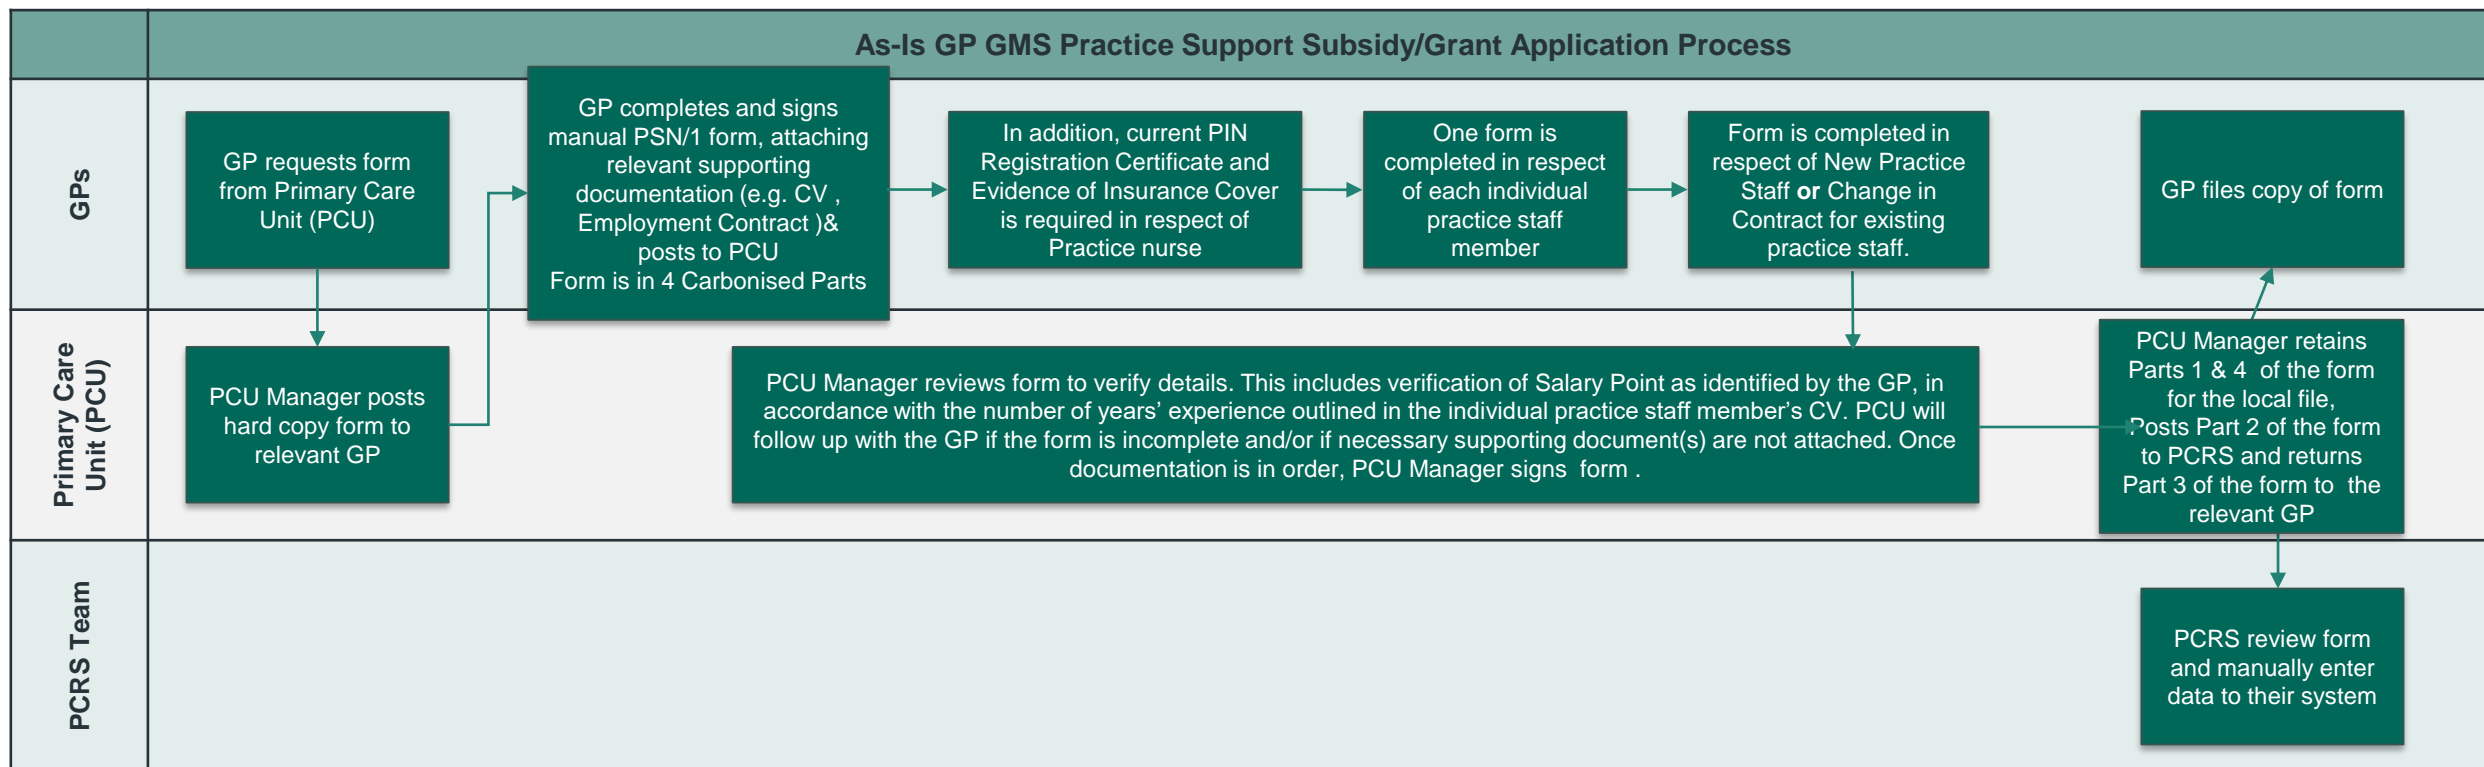 As-Is GP GMS Practice Support Subsidy/Grant Application Process
GPs
GP requests form
from Primary Care
Unit (PCU)
GP completes and signs
manual PSN/1 form, attaching
relevant supporting
documentation (e.g. CV ,
Employment Contract )&
posts to PCU
Form is in 4 Carbonised Parts
In addition, current PIN
Registration Certificate and
Evidence of Insurance Cover
is required in respect of
Practice nurse
One form is
completed in respect
of each individual
practice staff
member
Form is completed in
respect of New Practice
Staff or Change in
Contract for existing
practice staff.
GP files copy of form
Primary Care
Unit (PCU)
PCU Manager posts
hard copy form to
relevant GP
PCU Manager reviews form to verify details. This includes verification of Salary Point as identified by the GP, in
accordance with the number of years’ experience outlined in the individual practice staff member’s CV. PCU will
follow up with the GP if the form is incomplete and/or if necessary supporting document(s) are not attached. Once
documentation is in order, PCU Manager signs  form .
PCU Manager retains
Parts 1 & 4  of the form
for the local file,
Posts Part 2 of the form
to PCRS and returns
Part 3 of the form to  the
relevant GP
PCRS Team
PCRS review form
and manually enter
data to their system